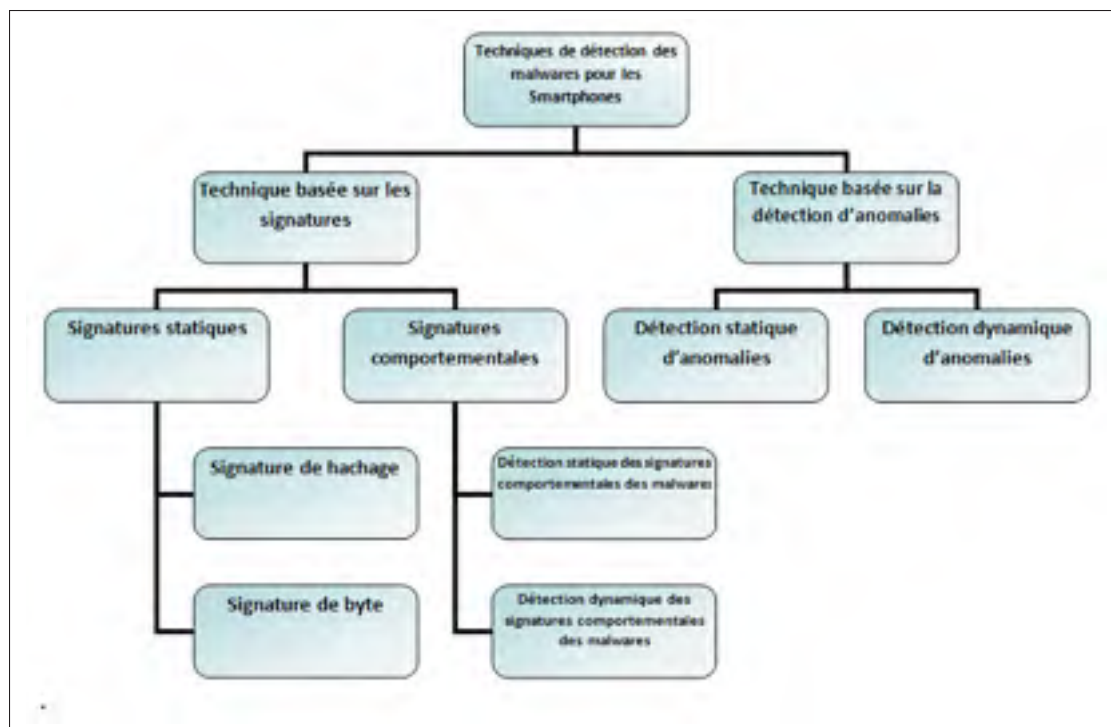 Techniques de détection des
malwares pour les
Smartphones
Technique basée sur les
signatures
Technique basée sur la
détection d'anomalies
Signatures statiques
Signatures
comportementales
Détection statique
d'anomalies
Détection dynamique
d'anomalies
Signature de hachage
Détection statique des signatures
comportementales des malwares
Signature de byte
Détection dynamique des
signatures comportementales
des malwares
.